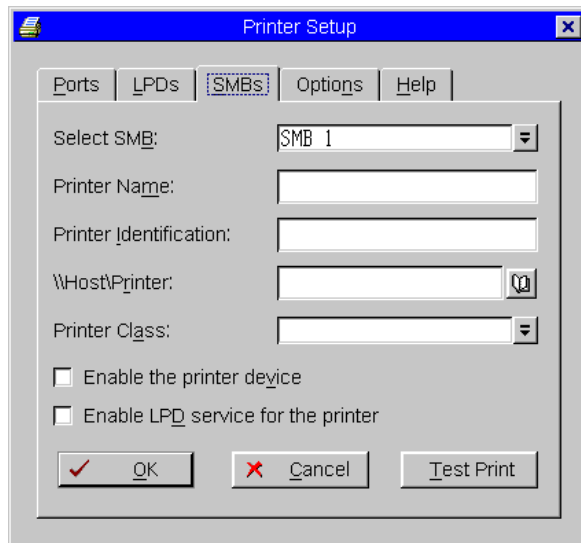 Printer Setup
Ports LPDs SMBs Options Help
Select SMB: SMB 1
Printer Name:
Printer Identification:
\\Host\Printer:
Printer Class:
Enable the printer device
Enable LPD service for the printer
OK Cancel Test Print